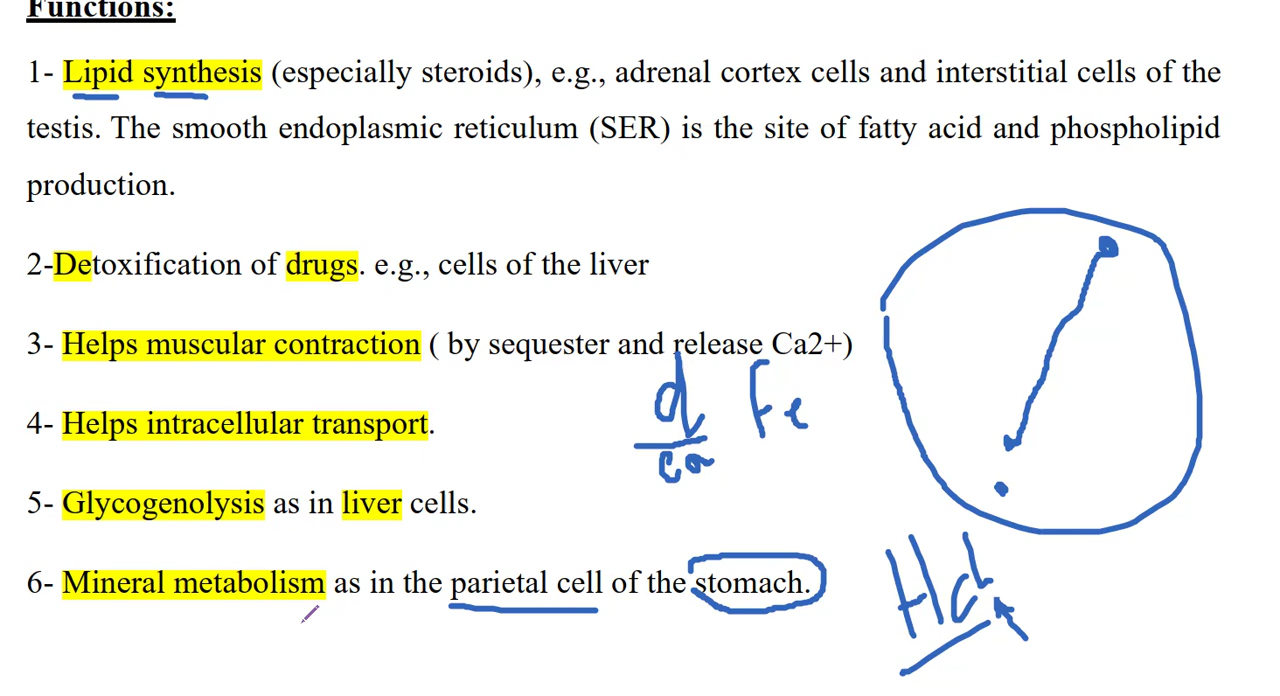 Functions:
1- Lipid synthesis (especially steroids), e.g., adrenal cortex cells and interstitial cells of the
testis. The smooth endoplasmic reticulum (SER) is the site of fatty acid and phospholipid
production.
2-Detoxification of drugs. e.g., cells of the liver
3- Helps muscular contraction ( by sequester and release Ca2+)
Fe
4- Helps intracellular transport.
Ca
5- Glycogenolysis as in liver cells.
6- Mineral metabolism as in the parietal cell of the stomach.
HCl